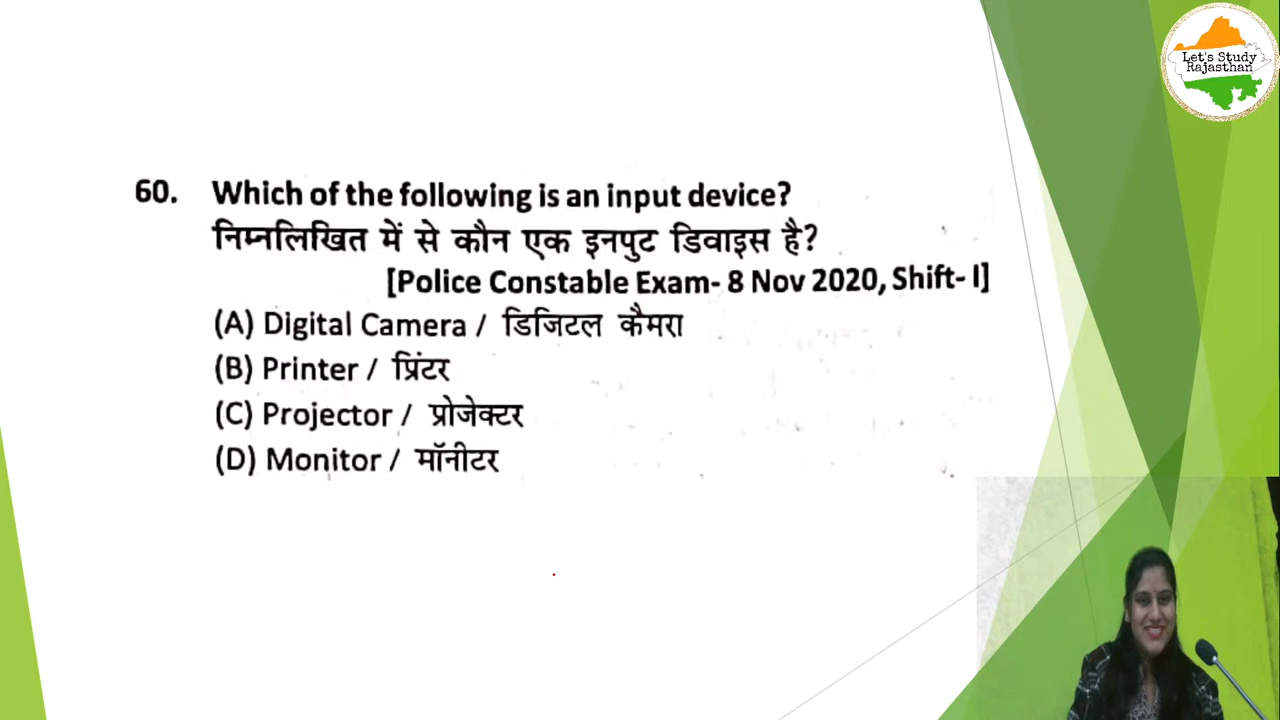 Let's Study
Rajasthan
60. Which of the following is an input device?
निम्नलिखित में से कौन एक इनपुट डिवाइस है?
[Police Constable Exam- 8 Nov 2020, Shift- I]
(A) Digital Camera / डिजिटल कैमरा
(B) Printer / प्रिंटर
(C) Projector / प्रोजेक्टर
(D) Monitor / मॉनीटर